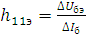 h₁₁э = ΔUбэ / ΔIб